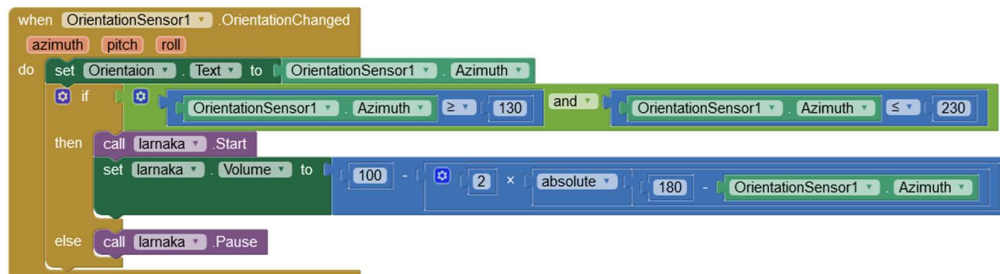 when OrientationSensor1 .OrientationChanged
azimuth pitch roll
do set Orientaion . Text to OrientationSensor1 . Azimuth
if OrientationSensor1 . Azimuth ≥ 130 and OrientationSensor1 . Azimuth ≤ 230
then call larnaka .Start
set larnaka . Volume to 100 - 2 × absolute 180 - OrientationSensor1 . Azimuth
else call larnaka .Pause